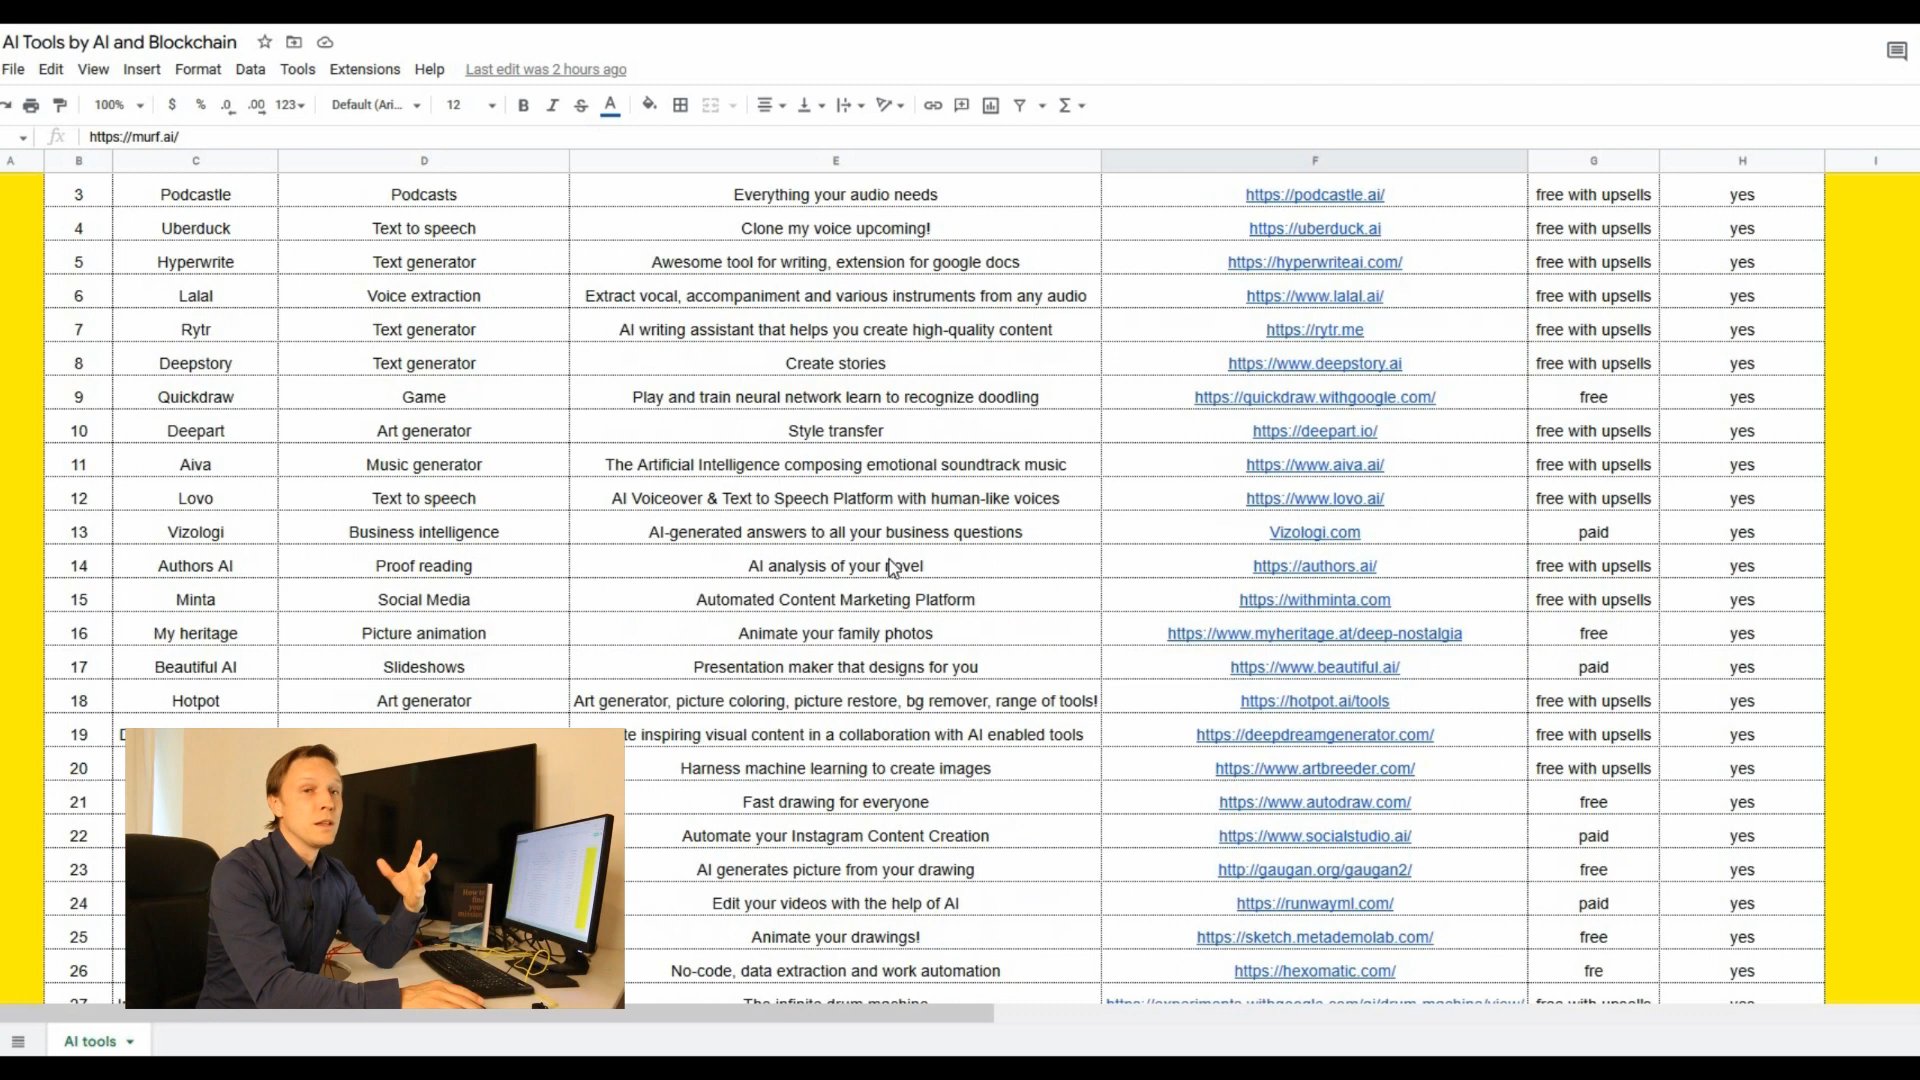 AI Tools by AI and Blockchain
File Edit View Insert Format Data Tools Extensions Help Last edit was 2 hours ago
100% $ % .0 .00 123 Default (Ari... 12 B I S A
fx https://murf.ai/
A B C D E F G H I
3 Podcastle Podcasts Everything your audio needs https://podcastle.ai/ free with upsells yes
4 Uberduck Text to speech Clone my voice upcoming! https://uberduck.ai free with upsells yes
5 Hyperwrite Text generator Awesome tool for writing, extension for google docs https://hyperwriteai.com/ free with upsells yes
6 Lalal Voice extraction Extract vocal, accompaniment and various instruments from any audio https://www.lalal.ai/ free with upsells yes
7 Rytr Text generator AI writing assistant that helps you create high-quality content https://rytr.me free with upsells yes
8 Deepstory Text generator Create stories https://www.deepstory.ai free with upsells yes
9 Quickdraw Game Play and train neural network learn to recognize doodling https://quickdraw.withgoogle.com/ free yes
10 Deepart Art generator Style transfer https://deepart.io/ free with upsells yes
11 Aiva Music generator The Artificial Intelligence composing emotional soundtrack music https://www.aiva.ai/ free with upsells yes
12 Lovo Text to speech AI Voiceover & Text to Speech Platform with human-like voices https://www.lovo.ai/ free with upsells yes
13 Vizologi Business intelligence AI-generated answers to all your business questions Vizologi.com paid yes
14 Authors AI Proof reading AI analysis of your novel https://authors.ai/ free with upsells yes
15 Minta Social Media Automated Content Marketing Platform https://withminta.com free with upsells yes
16 My heritage Picture animation Animate your family photos https://www.myheritage.at/deep-nostalgia free yes
17 Beautiful AI Slideshows Presentation maker that designs for you https://www.beautiful.ai/ paid yes
18 Hotpot Art generator Art generator, picture coloring, picture restore, bg remover, range of tools! https://hotpot.ai/tools free with upsells yes
19 te inspiring visual content in a collaboration with AI enabled tools https://deepdreamgenerator.com/ free with upsells yes
20 Harness machine learning to create images https://www.artbreeder.com/ free with upsells yes
21 Fast drawing for everyone https://www.autodraw.com/ free yes
22 Automate your Instagram Content Creation https://www.socialstudio.ai/ paid yes
23 AI generates picture from your drawing http://gaugan.org/gaugan2/ free yes
24 Edit your videos with the help of AI https://runwayml.com/ paid yes
25 Animate your drawings! https://sketch.metademolab.com/ free yes
26 No-code, data extraction and work automation https://hexomatic.com/ fre yes
27 The infinite drum machine https://experiments.withgoogle.com/ai/drum-machine/view/ free with upsells yes
How to
find
your
AI tools